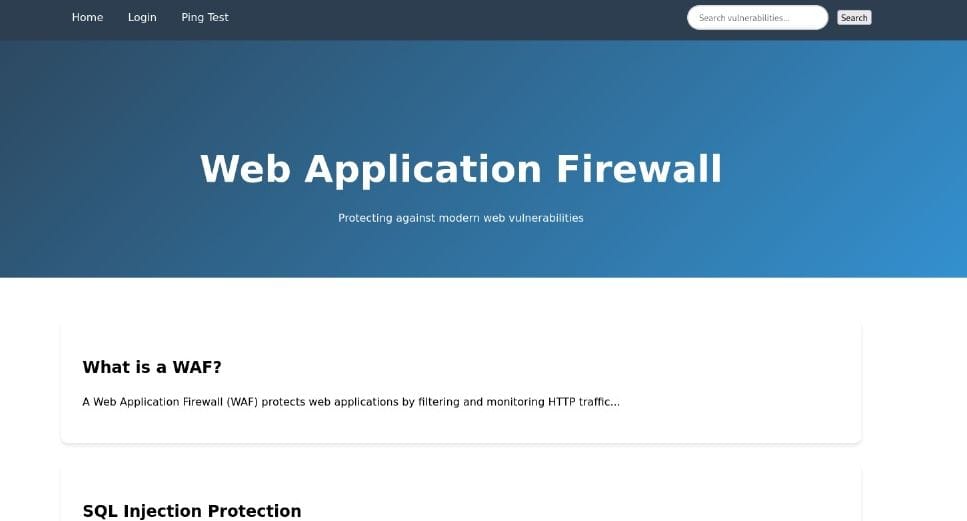 Home Login Ping Test Search vulnerabilities... Search
Web Application Firewall
Protecting against modern web vulnerabilities
What is a WAF?
A Web Application Firewall (WAF) protects web applications by filtering and monitoring HTTP traffic...
SQL Injection Protection